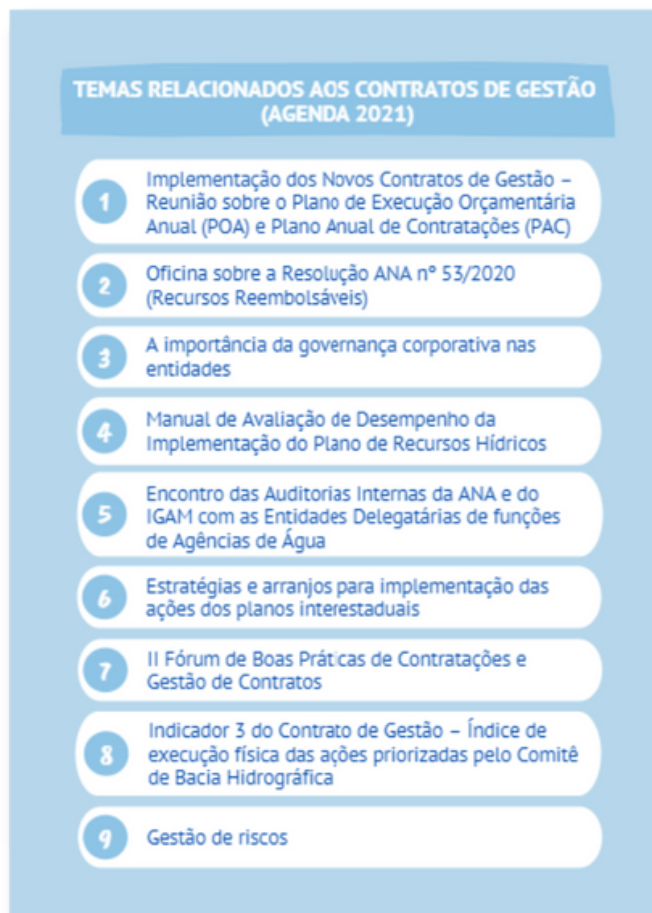 TEMAS RELACIONADOS AOS CONTRATOS DE GESTÃO
(AGENDA 2021)
1
Implementação dos Novos Contratos de Gestão –
Reunião sobre o Plano de Execução Orçamentária
Anual (POA) e Plano Anual de Contratações (PAC)
2
Oficina sobre a Resolução ANA nº 53/2020
(Recursos Reembolsáveis)
3
A importância da governança corporativa nas
entidades
4
Manual de Avaliação de Desempenho da
Implementação do Plano de Recursos Hídricos
5
Encontro das Auditorias Internas da ANA e do
IGAM com as Entidades Delegatárias de funções
de Agências de Água
6
Estratégias e arranjos para implementação das
ações dos planos interestaduais
7
II Fórum de Boas Práticas de Contratações e
Gestão de Contratos
8
Indicador 3 do Contrato de Gestão – Índice de
execução física das ações priorizadas pelo Comitê
de Bacia Hidrográfica
9
Gestão de riscos